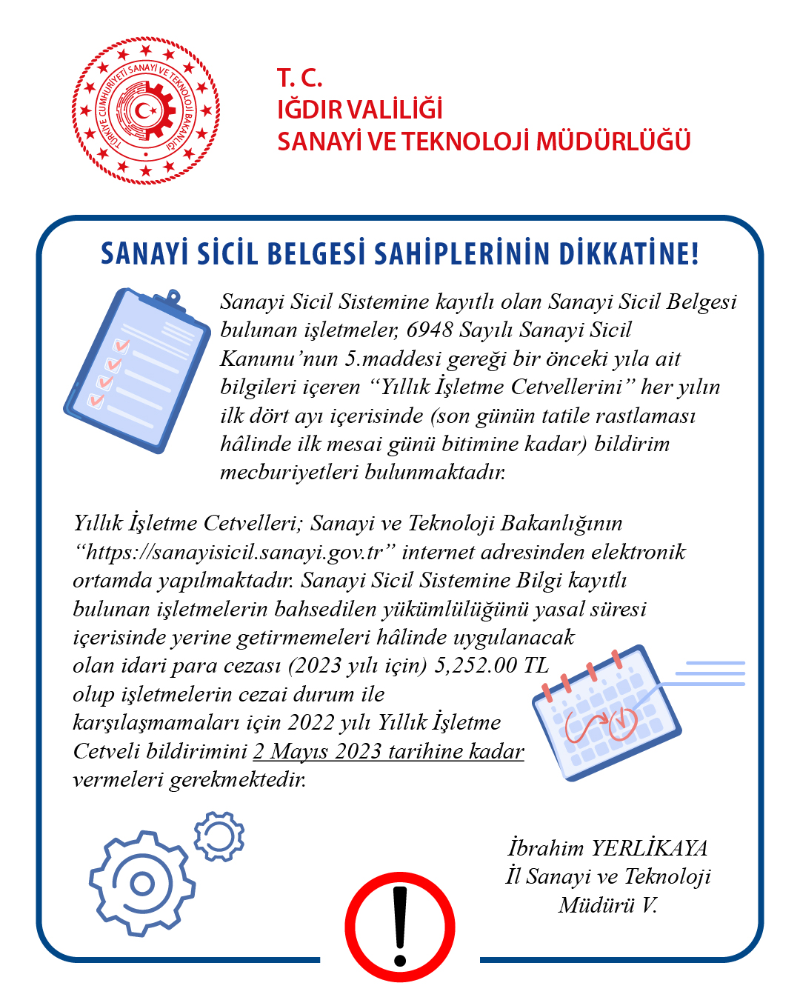 TÜRKİYE CUMHURİYETİ SANAYİ VE TEKNOLOJİ BAKANLIĞI
T. C.
IĞDIR VALİLİĞİ
SANAYİ VE TEKNOLOJİ MÜDÜRLÜĞÜ
SANAYİ SİCİL BELGESİ SAHİPLERİNİN DİKKATİNE!
Sanayi Sicil Sistemine kayıtlı olan Sanayi Sicil Belgesi
bulunan işletmeler, 6948 Sayılı Sanayi Sicil
Kanunu’nun 5.maddesi gereği bir önceki yıla ait
bilgileri içeren “Yıllık İşletme Cetvellerini” her yılın
ilk dört ayı içerisinde (son günün tatile rastlaması
hâlinde ilk mesai günü bitimine kadar) bildirim
mecburiyetleri bulunmaktadır.
Yıllık İşletme Cetvelleri; Sanayi ve Teknoloji Bakanlığının
“https://sanayisicil.sanayi.gov.tr” internet adresinden elektronik
ortamda yapılmaktadır. Sanayi Sicil Sistemine Bilgi kayıtlı
bulunan işletmelerin bahsedilen yükümlülüğünü yasal süresi
içerisinde yerine getirmemeleri hâlinde uygulanacak
olan idari para cezası (2023 yılı için) 5,252.00 TL
olup işletmelerin cezai durum ile
karşılaşmamaları için 2022 yılı Yıllık İşletme
Cetveli bildirimini 2 Mayıs 2023 tarihine kadar
vermeleri gerekmektedir.
İbrahim YERLİKAYA
İl Sanayi ve Teknoloji
Müdürü V.